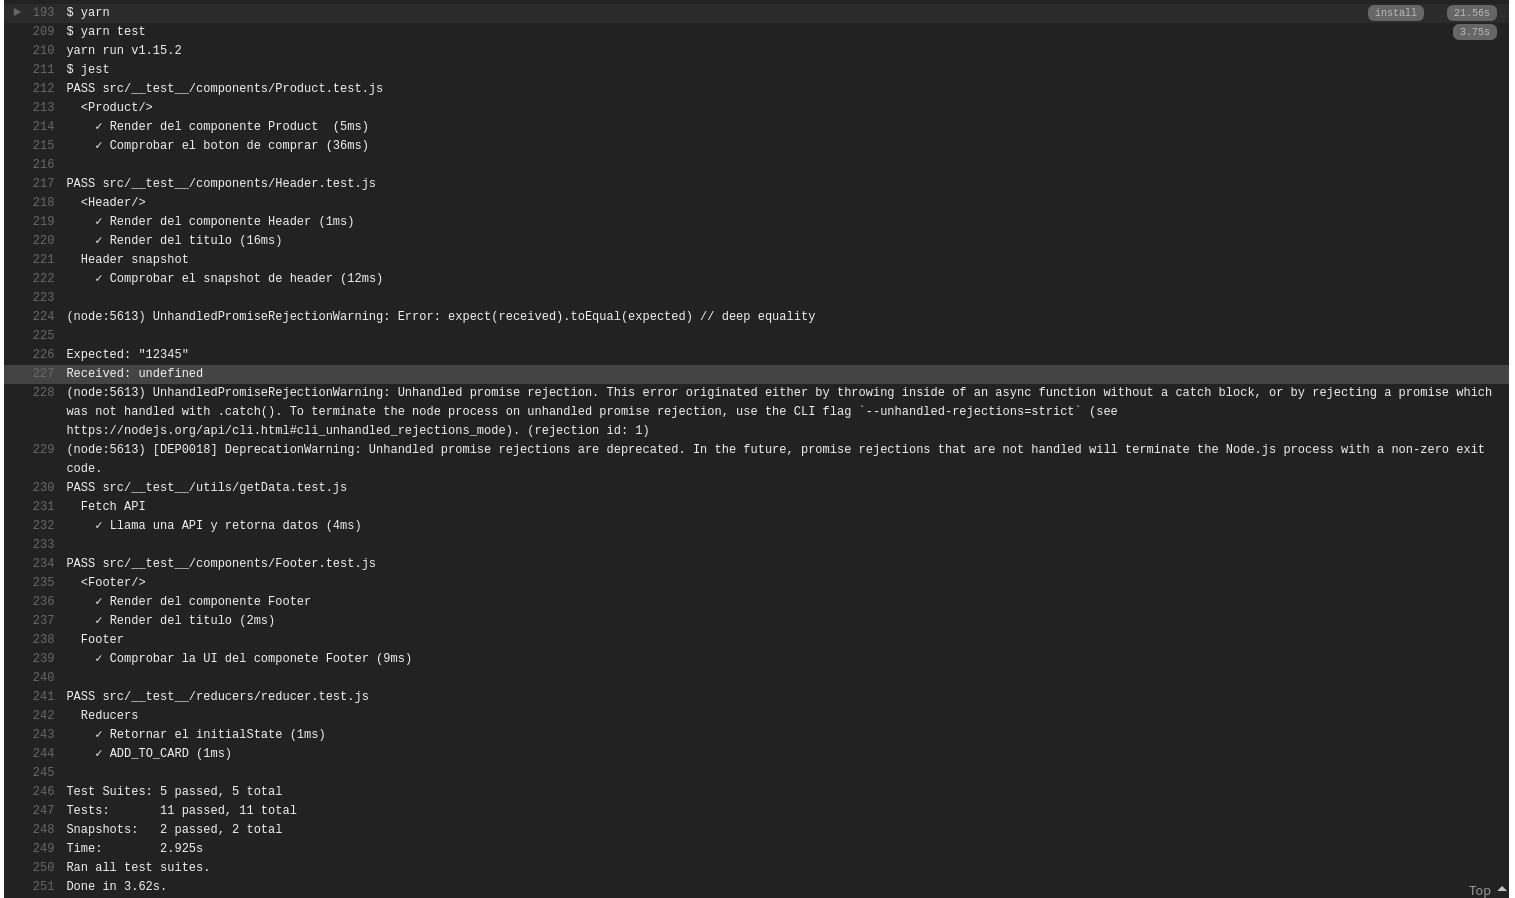 193 $ yarn install 21.56s
209 $ yarn test 3.75s
210 yarn run v1.15.2
211 $ jest
212 PASS src/__test__/components/Product.test.js
213 <Product/>
214 ✓ Render del componente Product (5ms)
215 ✓ Comprobar el boton de comprar (36ms)
216
217 PASS src/__test__/components/Header.test.js
218 <Header/>
219 ✓ Render del componente Header (1ms)
220 ✓ Render del titulo (16ms)
221 Header snapshot
222 ✓ Comprobar el snapshot de header (12ms)
223
224 (node:5613) UnhandledPromiseRejectionWarning: Error: expect(received).toEqual(expected) // deep equality
225
226 Expected: "12345"
227 Received: undefined
228 (node:5613) UnhandledPromiseRejectionWarning: Unhandled promise rejection. This error originated either by throwing inside of an async function without a catch block, or by rejecting a promise which
was not handled with .catch(). To terminate the node process on unhandled promise rejection, use the CLI flag `--unhandled-rejections=strict` (see
https://nodejs.org/api/cli.html#cli_unhandled_rejections_mode). (rejection id: 1)
229 (node:5613) [DEP0018] DeprecationWarning: Unhandled promise rejections are deprecated. In the future, promise rejections that are not handled will terminate the Node.js process with a non-zero exit
code.
230 PASS src/__test__/utils/getData.test.js
231 Fetch API
232 ✓ Llama una API y retorna datos (4ms)
233
234 PASS src/__test__/components/Footer.test.js
235 <Footer/>
236 ✓ Render del componente Footer
237 ✓ Render del titulo (2ms)
238 Footer
239 ✓ Comprobar la UI del componete Footer (9ms)
240
241 PASS src/__test__/reducers/reducer.test.js
242 Reducers
243 ✓ Retornar el initialState (1ms)
244 ✓ ADD_TO_CARD (1ms)
245
246 Test Suites: 5 passed, 5 total
247 Tests: 11 passed, 11 total
248 Snapshots: 2 passed, 2 total
249 Time: 2.925s
250 Ran all test suites.
251 Done in 3.62s.
Top